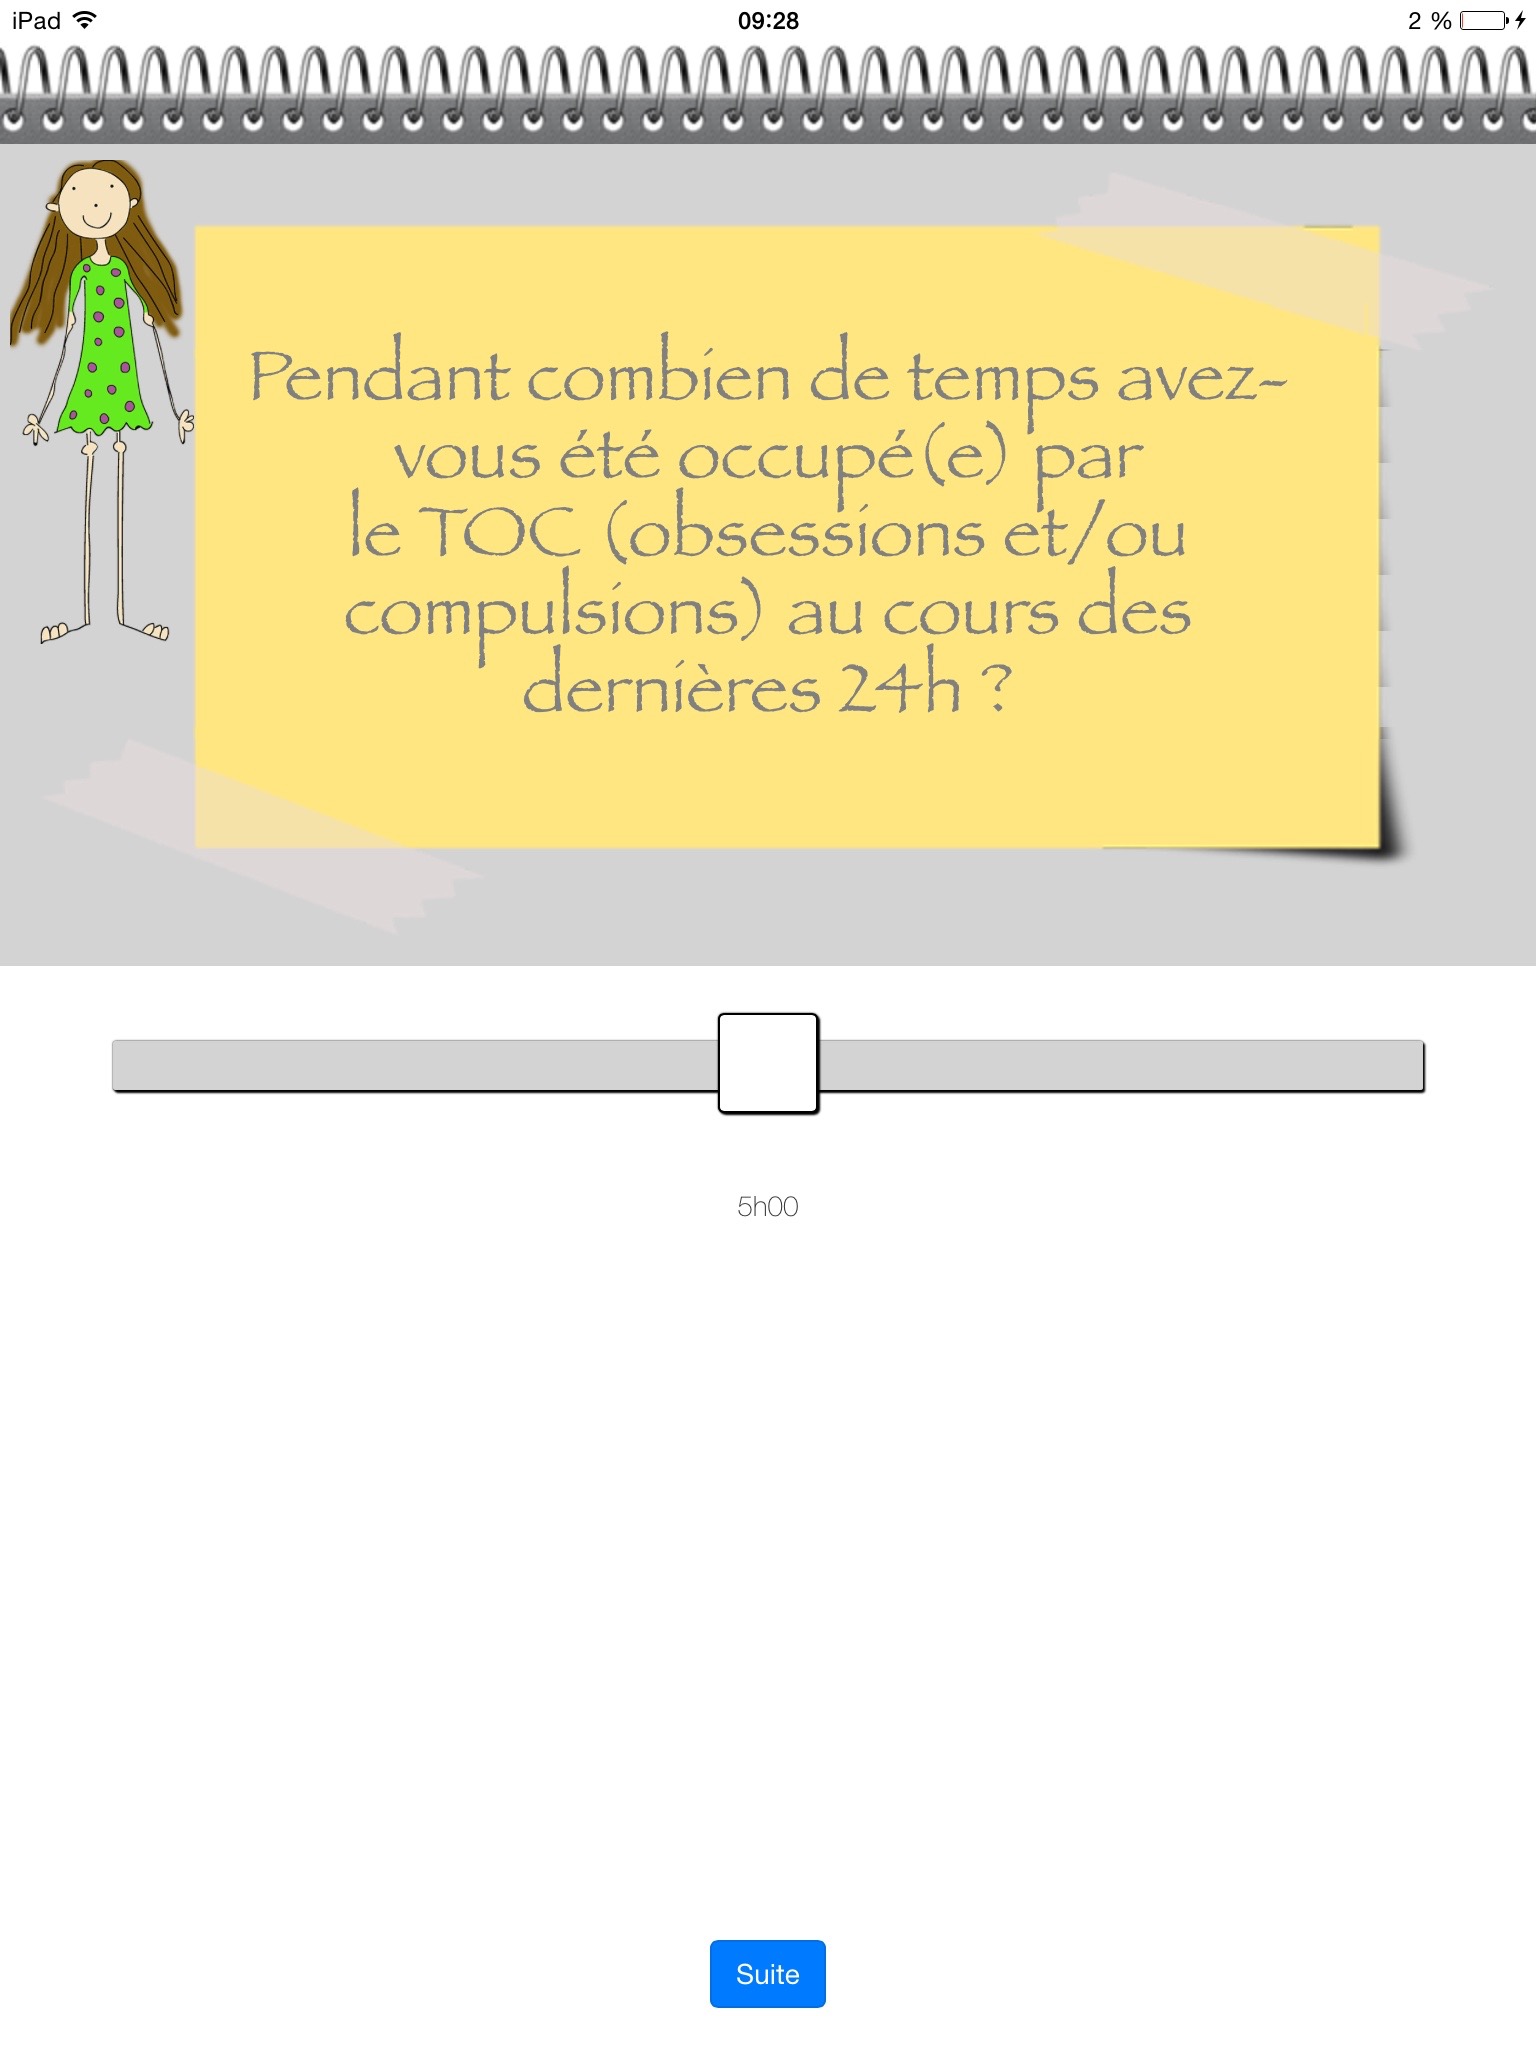 iPad 09:28 2 %
Pendant combien de temps avez-
vous été occupé(e) par
le TOC (obsessions et/ou
compulsions) au cours des
dernières 24h ?
5h00
Suite